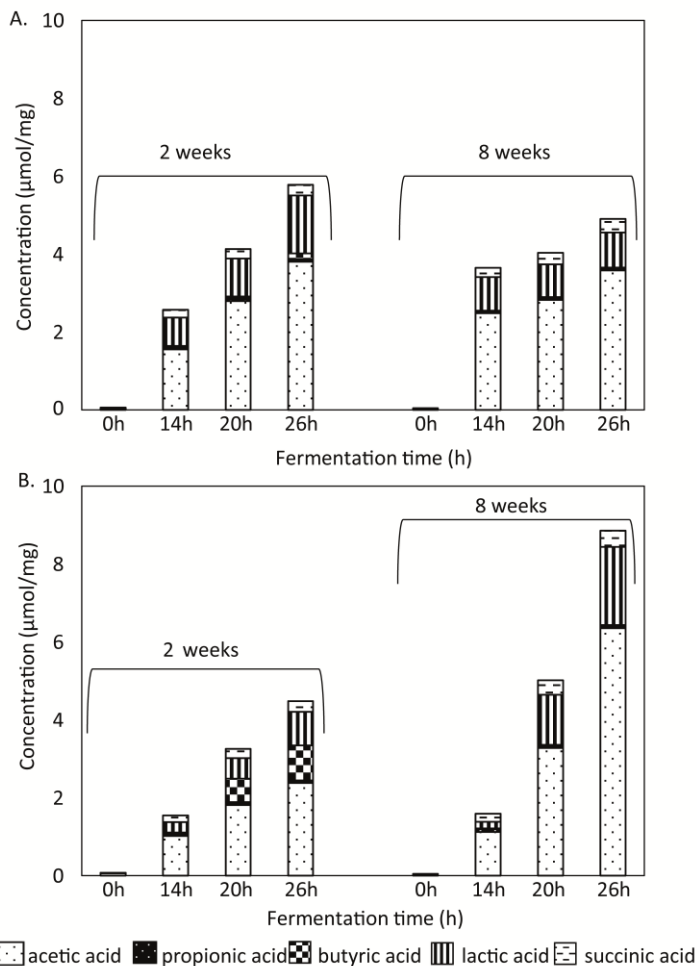 A.
10
8
6
4
2
0
Concentration (µmol/mg)
2 weeks
8 weeks
0h 14h 20h 26h 0h 14h 20h 26h
Fermentation time (h)
B.
10
8
6
4
2
0
Concentration (µmol/mg)
8 weeks
2 weeks
0h 14h 20h 26h 0h 14h 20h 26h
Fermentation time (h)
acetic acid propionic acid butyric acid lactic acid succinic acid